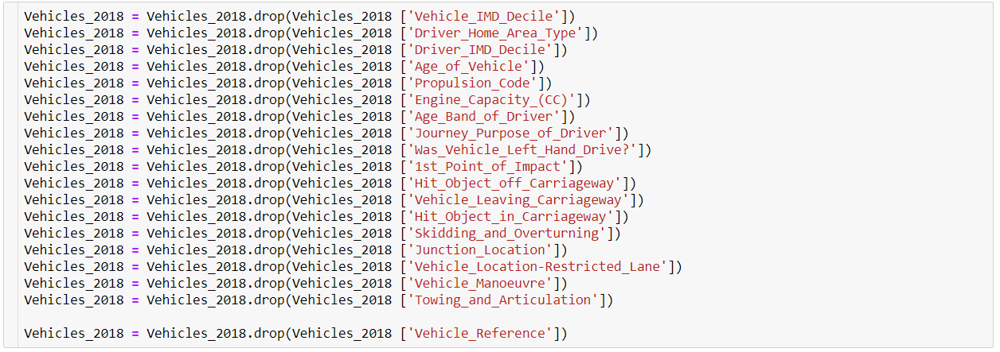 Vehicles_2018 = Vehicles_2018.drop(Vehicles_2018 ['Vehicle_IMD_Decile'])
Vehicles_2018 = Vehicles_2018.drop(Vehicles_2018 ['Driver_Home_Area_Type'])
Vehicles_2018 = Vehicles_2018.drop(Vehicles_2018 ['Driver_IMD_Decile'])
Vehicles_2018 = Vehicles_2018.drop(Vehicles_2018 ['Age_of_Vehicle'])
Vehicles_2018 = Vehicles_2018.drop(Vehicles_2018 ['Propulsion_Code'])
Vehicles_2018 = Vehicles_2018.drop(Vehicles_2018 ['Engine_Capacity_(CC)'])
Vehicles_2018 = Vehicles_2018.drop(Vehicles_2018 ['Age_Band_of_Driver'])
Vehicles_2018 = Vehicles_2018.drop(Vehicles_2018 ['Journey_Purpose_of_Driver'])
Vehicles_2018 = Vehicles_2018.drop(Vehicles_2018 ['Was_Vehicle_Left_Hand_Drive?'])
Vehicles_2018 = Vehicles_2018.drop(Vehicles_2018 ['1st_Point_of_Impact'])
Vehicles_2018 = Vehicles_2018.drop(Vehicles_2018 ['Hit_Object_off_Carriageway'])
Vehicles_2018 = Vehicles_2018.drop(Vehicles_2018 ['Vehicle_Leaving_Carriageway'])
Vehicles_2018 = Vehicles_2018.drop(Vehicles_2018 ['Hit_Object_in_Carriageway'])
Vehicles_2018 = Vehicles_2018.drop(Vehicles_2018 ['Skidding_and_Overturning'])
Vehicles_2018 = Vehicles_2018.drop(Vehicles_2018 ['Junction_Location'])
Vehicles_2018 = Vehicles_2018.drop(Vehicles_2018 ['Vehicle_Location-Restricted_Lane'])
Vehicles_2018 = Vehicles_2018.drop(Vehicles_2018 ['Vehicle_Manoeuvre'])
Vehicles_2018 = Vehicles_2018.drop(Vehicles_2018 ['Towing_and_Articulation'])
Vehicles_2018 = Vehicles_2018.drop(Vehicles_2018 ['Vehicle_Reference'])